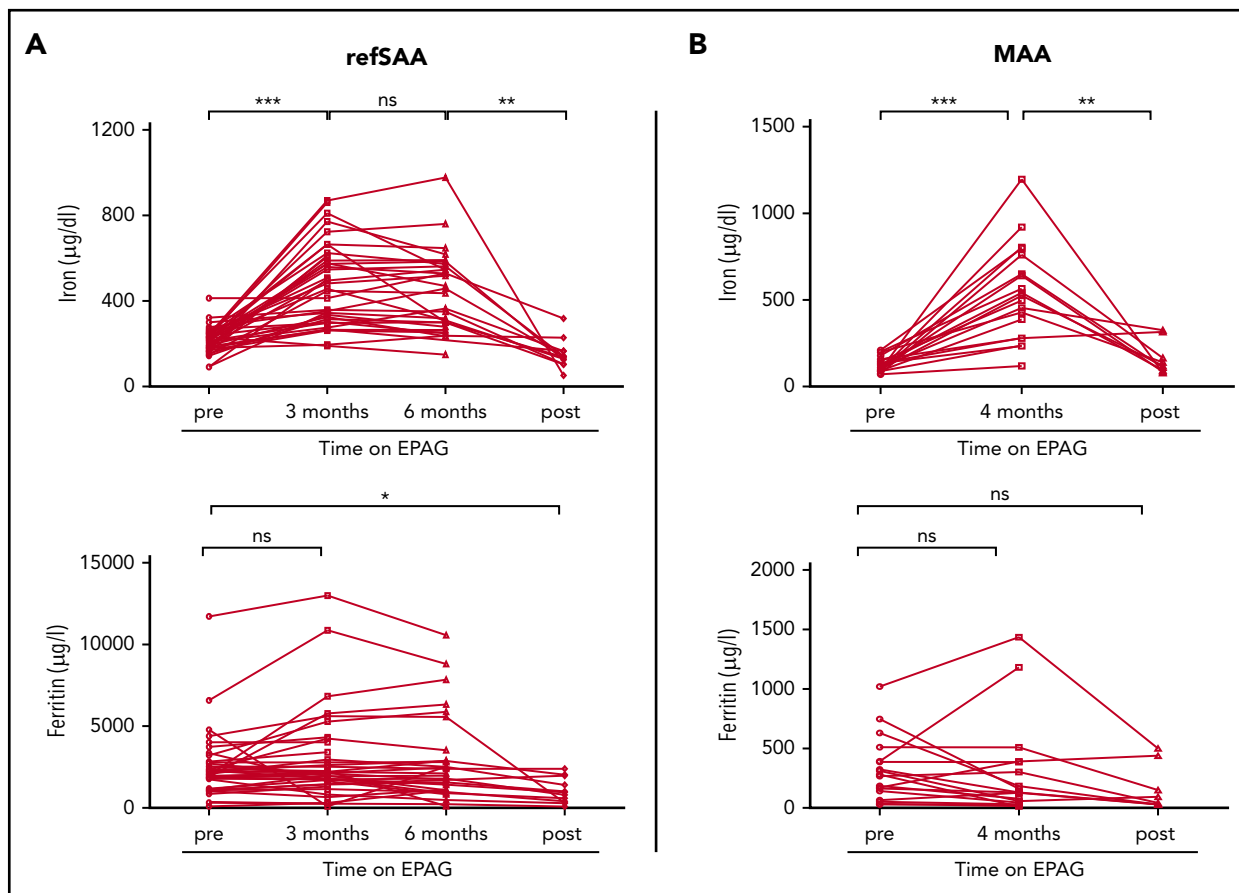 A
refSAA
*** ns **
1200
800
400
0
Iron (µg/dl)
pre 3 months 6 months post
Time on EPAG
*
ns
15000
10000
5000
0
Ferritin (µg/l)
pre 3 months 6 months post
Time on EPAG
B
MAA
*** **
1500
1000
500
0
Iron (µg/dl)
pre 4 months post
Time on EPAG
ns
ns
2000
1500
1000
500
0
Ferritin (µg/l)
pre 4 months post
Time on EPAG